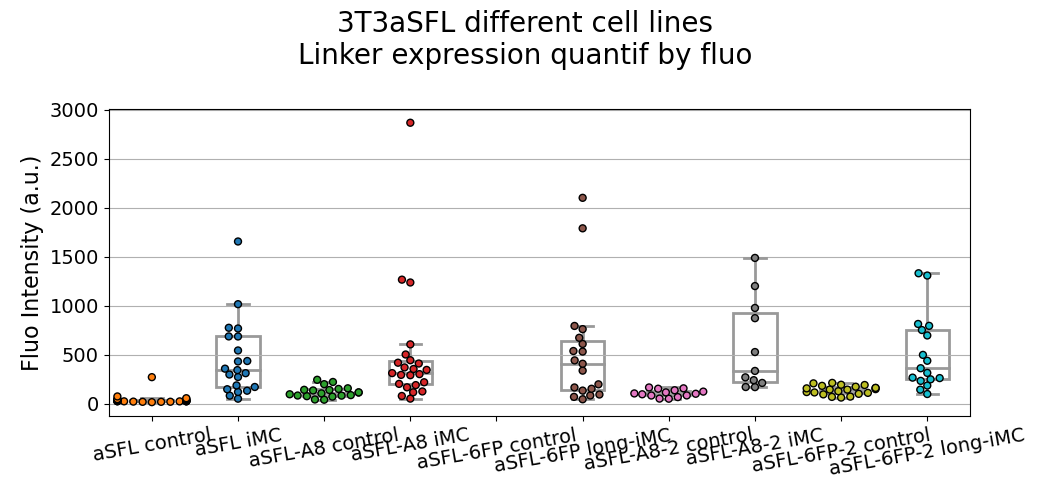 3T3aSFL different cell lines
Linker expression quantif by fluo
Fluo Intensity (a.u.)
3000
2500
2000
1500
1000
500
0
aSFL control
aSFL iMC
aSFL-A8 control
aSFL-A8 iMC
aSFL-6FP control
aSFL-6FP long-iMC
aSFL-A8-2 control
aSFL-A8-2 iMC
aSFL-6FP-2 control
aSFL-6FP-2 long-iMC